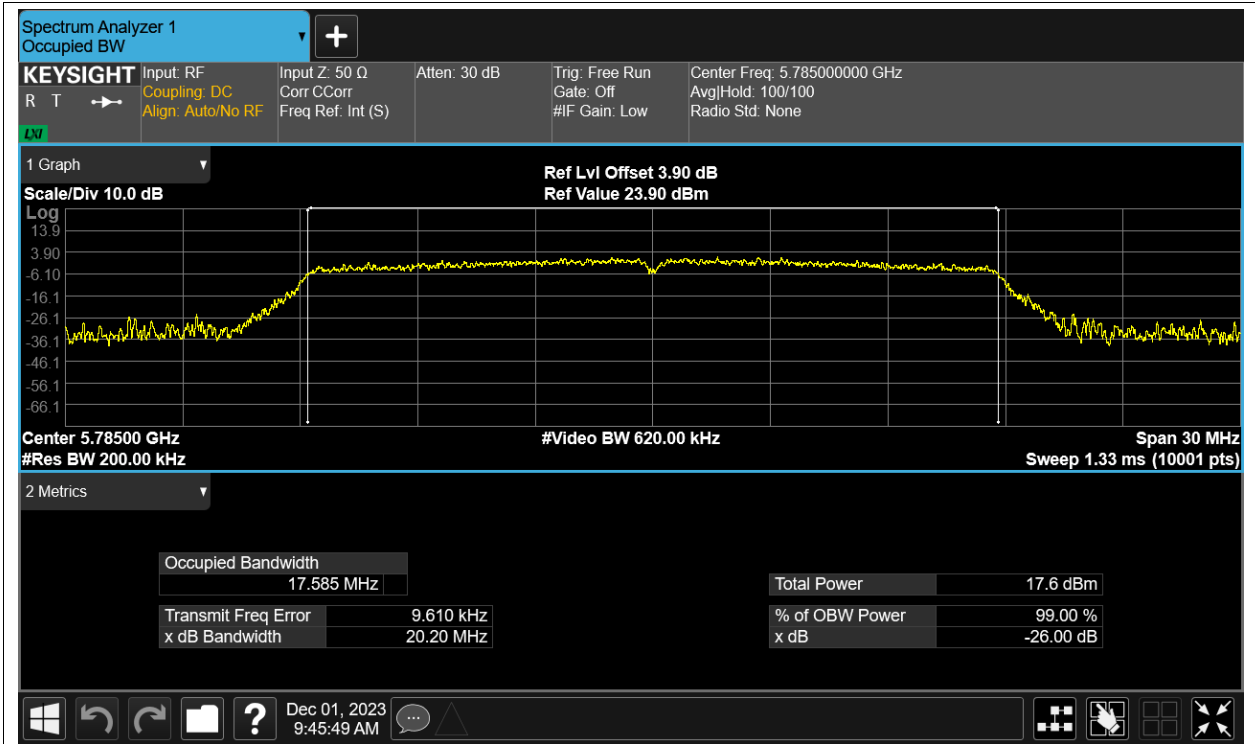 Spectrum Analyzer 1
Occupied BW
KEYSIGHT
R T
LXI
Input: RF
Coupling: DC
Align: Auto/No RF
Input Z: 50 Ω
Corr CCorr
Freq Ref: Int (S)
Atten: 30 dB
Trig: Free Run
Gate: Off
#IF Gain: Low
Center Freq: 5.785000000 GHz
Avg|Hold: 100/100
Radio Std: None
1 Graph
Scale/Div 10.0 dB
Ref Lvl Offset 3.90 dB
Ref Value 23.90 dBm
Log
13.9
3.90
-6.10
-16.1
-26.1
-36.1
-46.1
-56.1
-66.1
Center 5.78500 GHz
#Video BW 620.00 kHz
Span 30 MHz
#Res BW 200.00 kHz
Sweep 1.33 ms (10001 pts)
2 Metrics
Occupied Bandwidth
17.585 MHz
Total Power 17.6 dBm
Transmit Freq Error 9.610 kHz
% of OBW Power 99.00 %
x dB Bandwidth 20.20 MHz
x dB -26.00 dB
?
Dec 01, 2023
9:45:49 AM